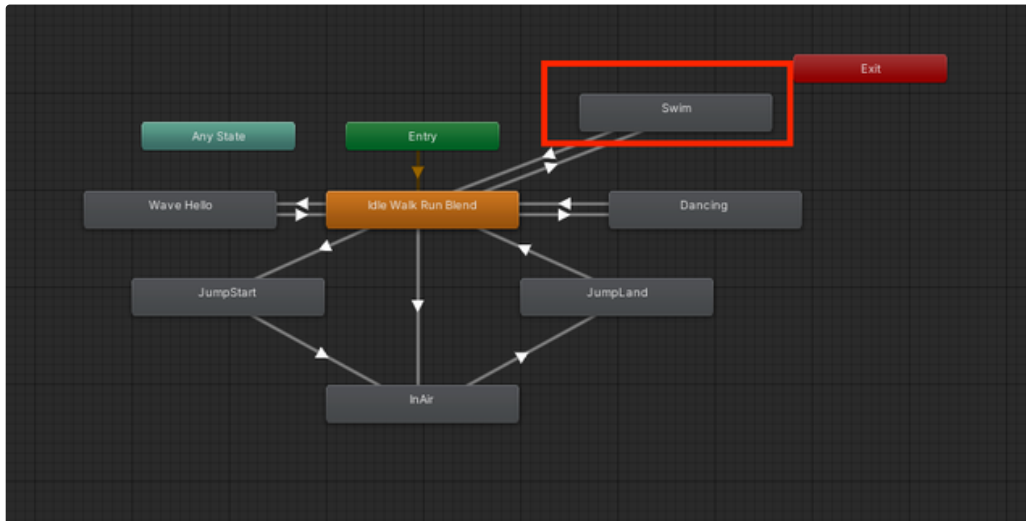 Exit
Swim
Any State
Entry
Wave Hello
Idle Walk Run Blend
Dancing
JumpStart
JumpLand
InAir